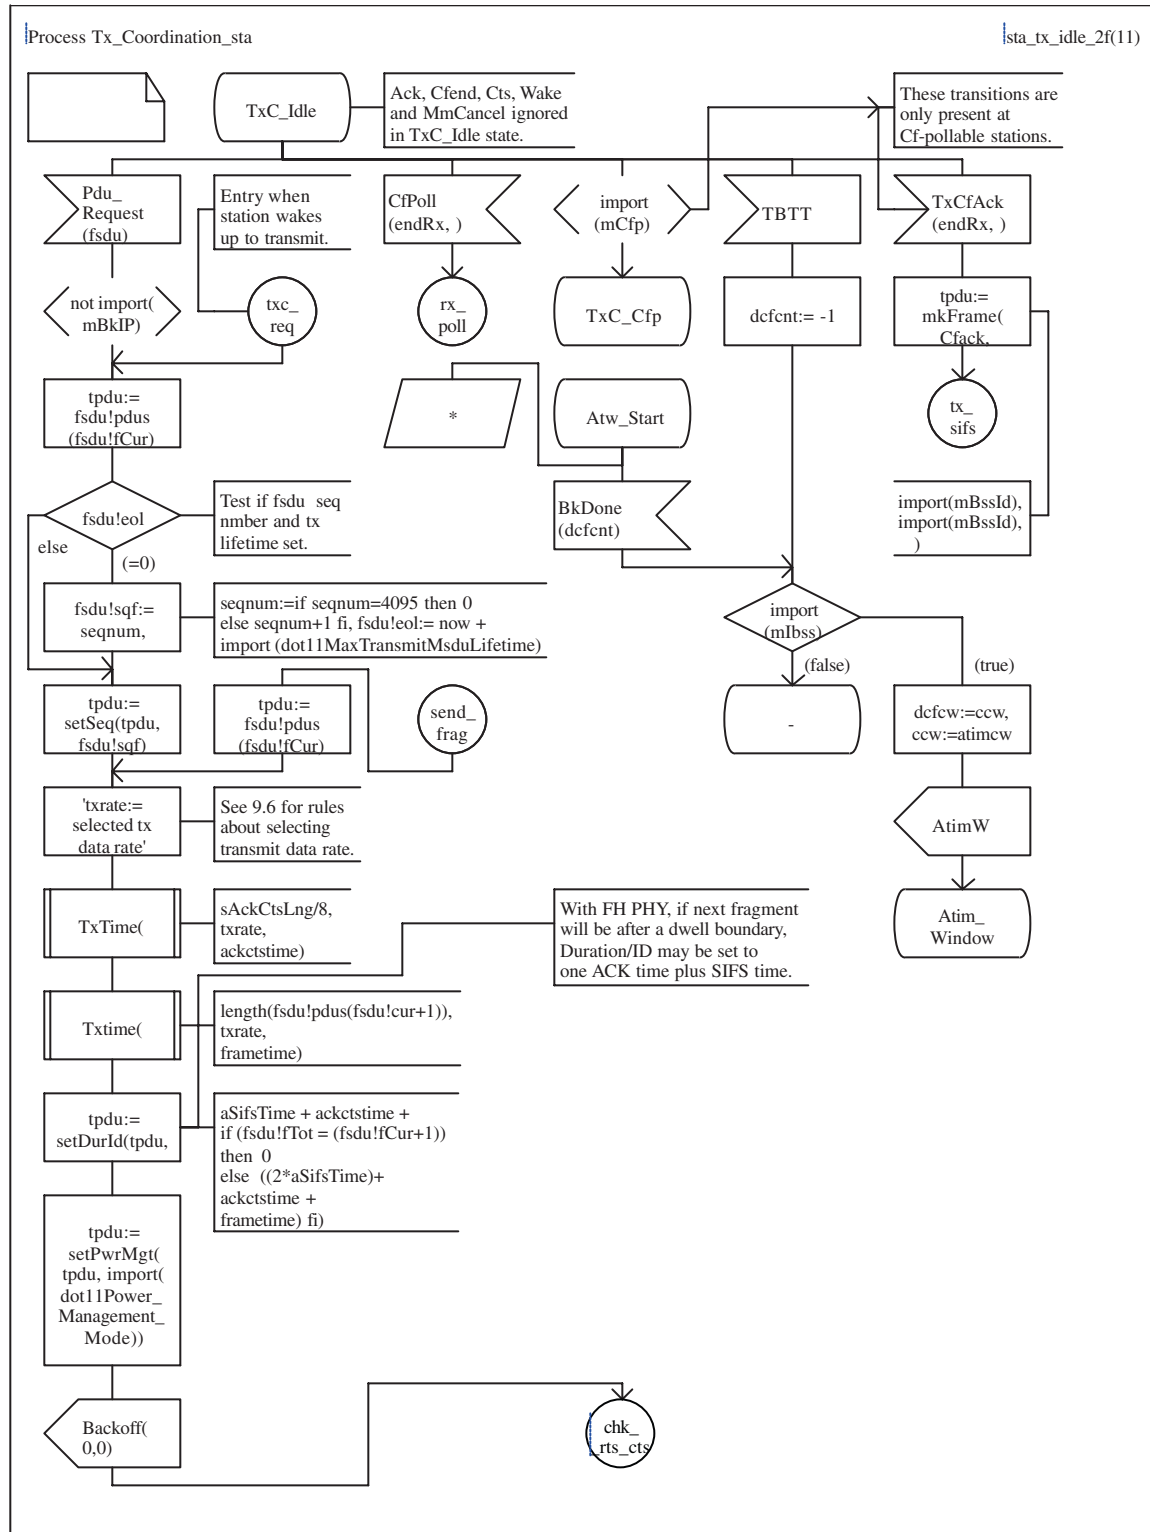 Process Tx_Coordination_sta
sta_tx_idle_2f(11)
TxC_Idle
Ack, Cfend, Cts, Wake
and MmCancel ignored
in TxC_Idle state.
These transitions are
only present at
Cf-pollable stations.
Pdu_
Request
(fsdu)
Entry when
station wakes
up to transmit.
CfPoll
(endRx, )
import
(mCfp)
TBTT
TxCfAck
(endRx, )
not import(
mBkIP)
txc_
req
rx_
poll
TxC_Cfp
dcfcnt:= -1
tpdu:=
mkFrame(
Cfack,
tpdu:=
fsdu!pdus
(fsdu!fCur)
*
Atw_Start
tx_
sifs
fsdu!eol
Test if fsdu seq
nmber and tx
lifetime set.
BkDone
(dcfcnt)
import(mBssId),
import(mBssId),
)
else
(=0)
fsdu!sqf:=
seqnum,
seqnum:=if seqnum=4095 then 0
else seqnum+1 fi, fsdu!eol:= now +
import (dot11MaxTransmitMsduLifetime)
import
(mIbss)
(false)
(true)
tpdu:=
setSeq(tpdu,
fsdu!sqf)
tpdu:=
fsdu!pdus
(fsdu!fCur)
send_
frag
-
dcfcw:=ccw,
ccw:=atimcw
'txrate:=
selected tx
data rate'
See 9.6 for rules
about selecting
transmit data rate.
AtimW
TxTime(
sAckCtsLng/8,
txrate,
ackctstime)
With FH PHY, if next fragment
will be after a dwell boundary,
Duration/ID may be set to
one ACK time plus SIFS time.
Atim_
Window
Txtime(
length(fsdu!pdus(fsdu!cur+1)),
txrate,
frametime)
tpdu:=
setDurId(tpdu,
aSifsTime + ackctstime +
if (fsdu!fTot = (fsdu!fCur+1))
then 0
else ((2*aSifsTime)+
ackctstime +
frametime) fi)
tpdu:=
setPwrMgt(
tpdu, import(
dot11Power_
Management_
Mode))
Backoff(
0,0)
chk_
_rts_cts